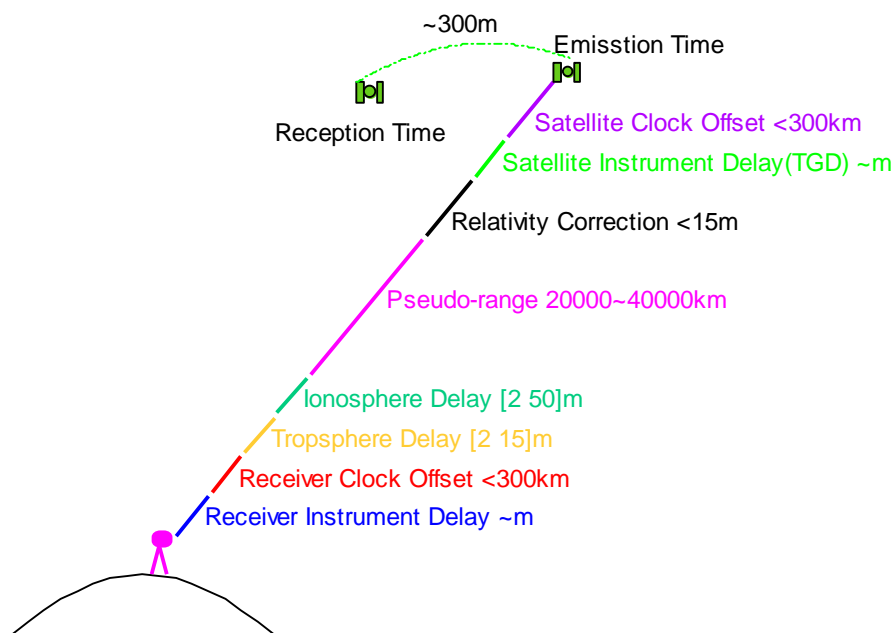 ~300m
Emisstion Time
Reception Time
Satellite Clock Offset <300km
Satellite Instrument Delay(TGD) ~m
Relativity Correction <15m
Pseudo-range 20000~40000km
Ionosphere Delay [2 50]m
Tropsphere Delay [2 15]m
Receiver Clock Offset <300km
Receiver Instrument Delay ~m